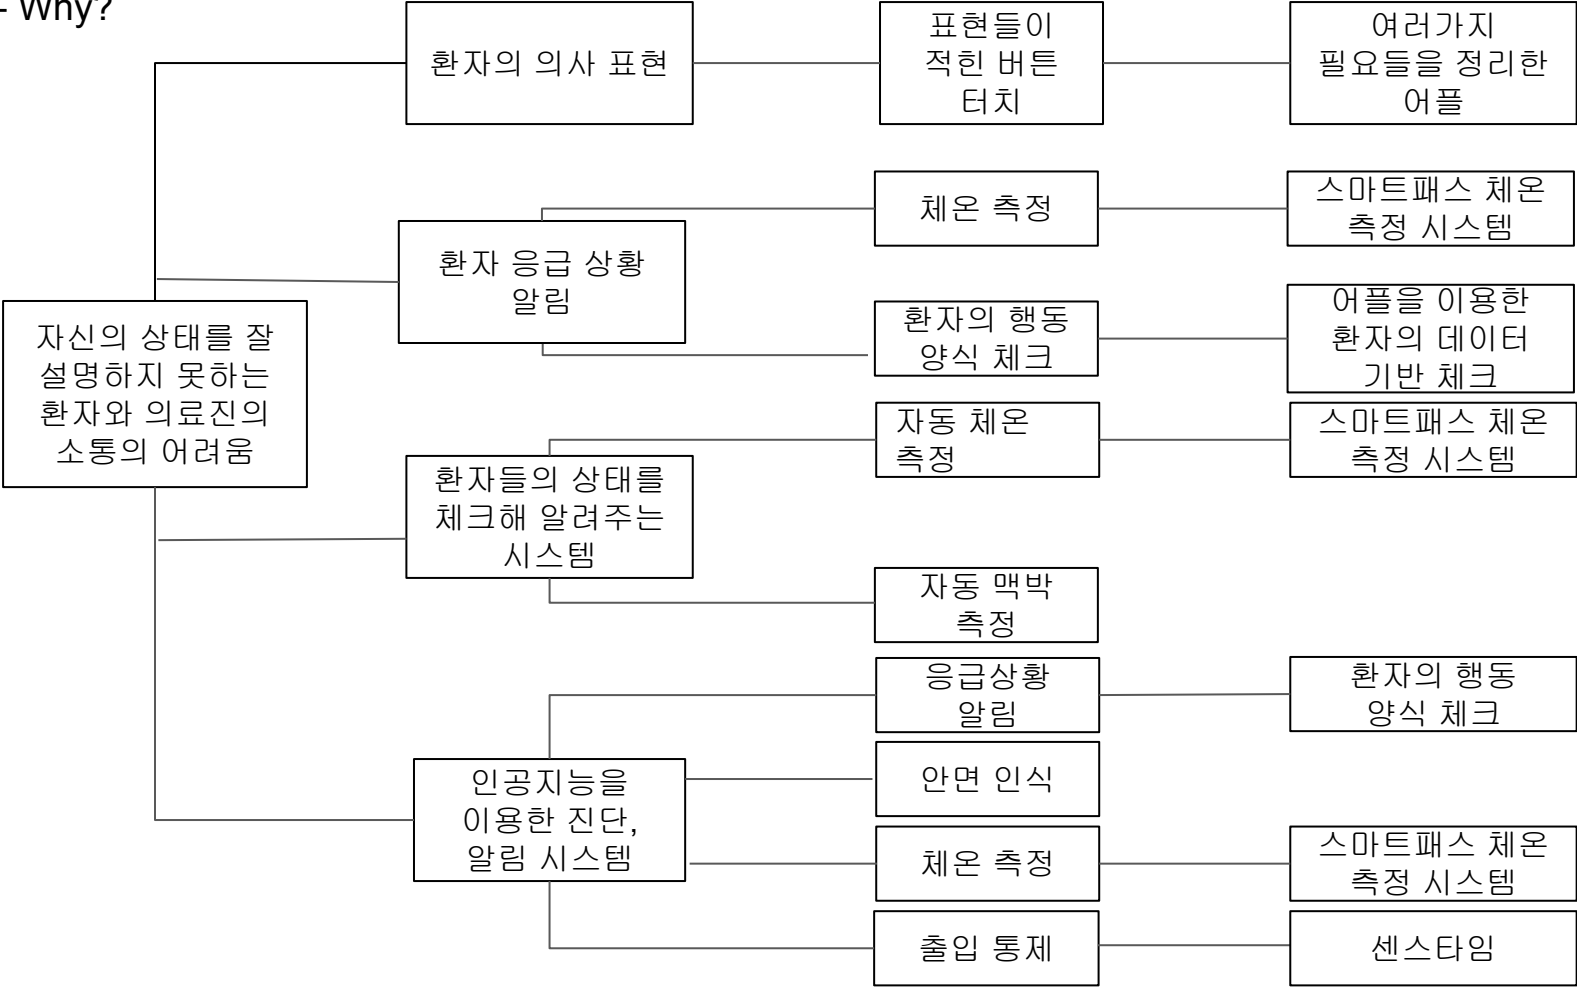 - Why?
환자의 의사 표현
표현들이
적힌 버튼
터치
여러가지
필요들을 정리한
어플
체온 측정
스마트패스 체온
측정 시스템
환자 응급 상황
알림
환자의 행동
양식 체크
어플을 이용한
환자의 데이터
기반 체크
자신의 상태를 잘
설명하지 못하는
환자와 의료진의
소통의 어려움
자동 체온
측정
스마트패스 체온
측정 시스템
환자들의 상태를
체크해 알려주는
시스템
자동 맥박
측정
응급상황
알림
환자의 행동
양식 체크
인공지능을
이용한 진단,
알림 시스템
안면 인식
체온 측정
스마트패스 체온
측정 시스템
출입 통제
센스타임